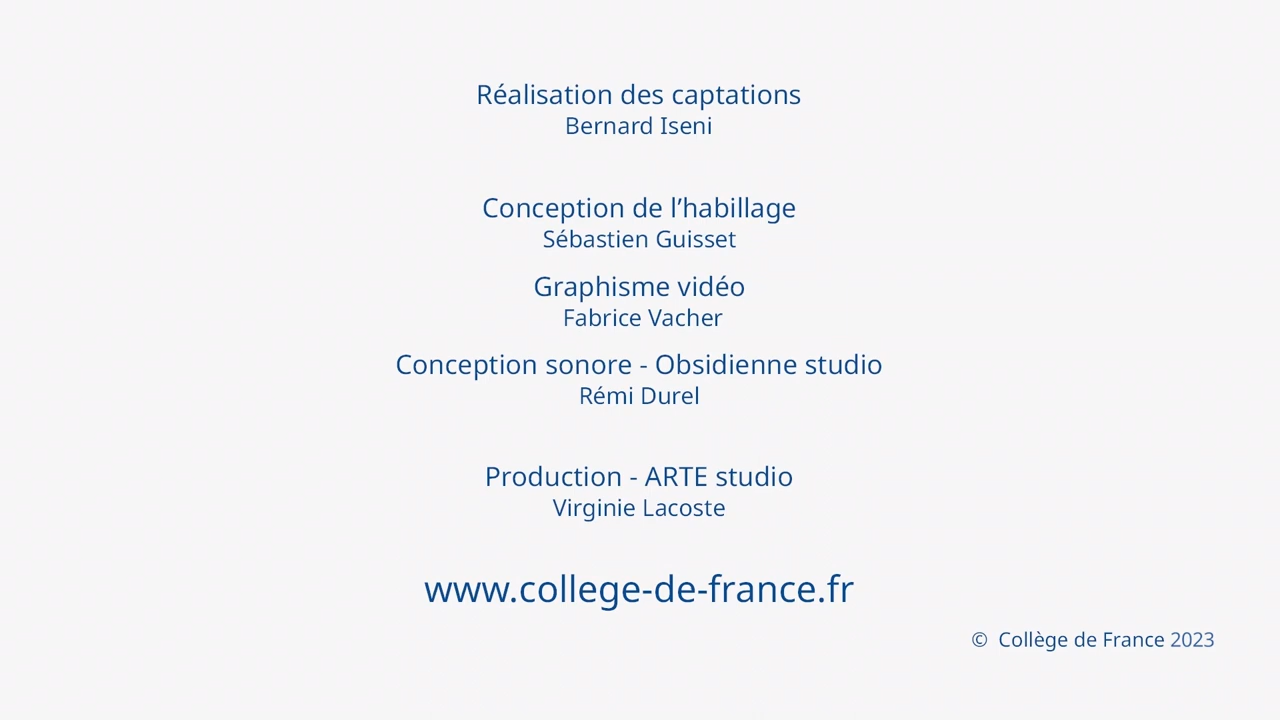 Réalisation des captations
Bernard Iseni
Conception de l’habillage
Sébastien Guisset
Graphisme vidéo
Fabrice Vacher
Conception sonore - Obsidienne studio
Rémi Durel
Production - ARTE studio
Virginie Lacoste
www.college-de-france.fr
© Collège de France 2023